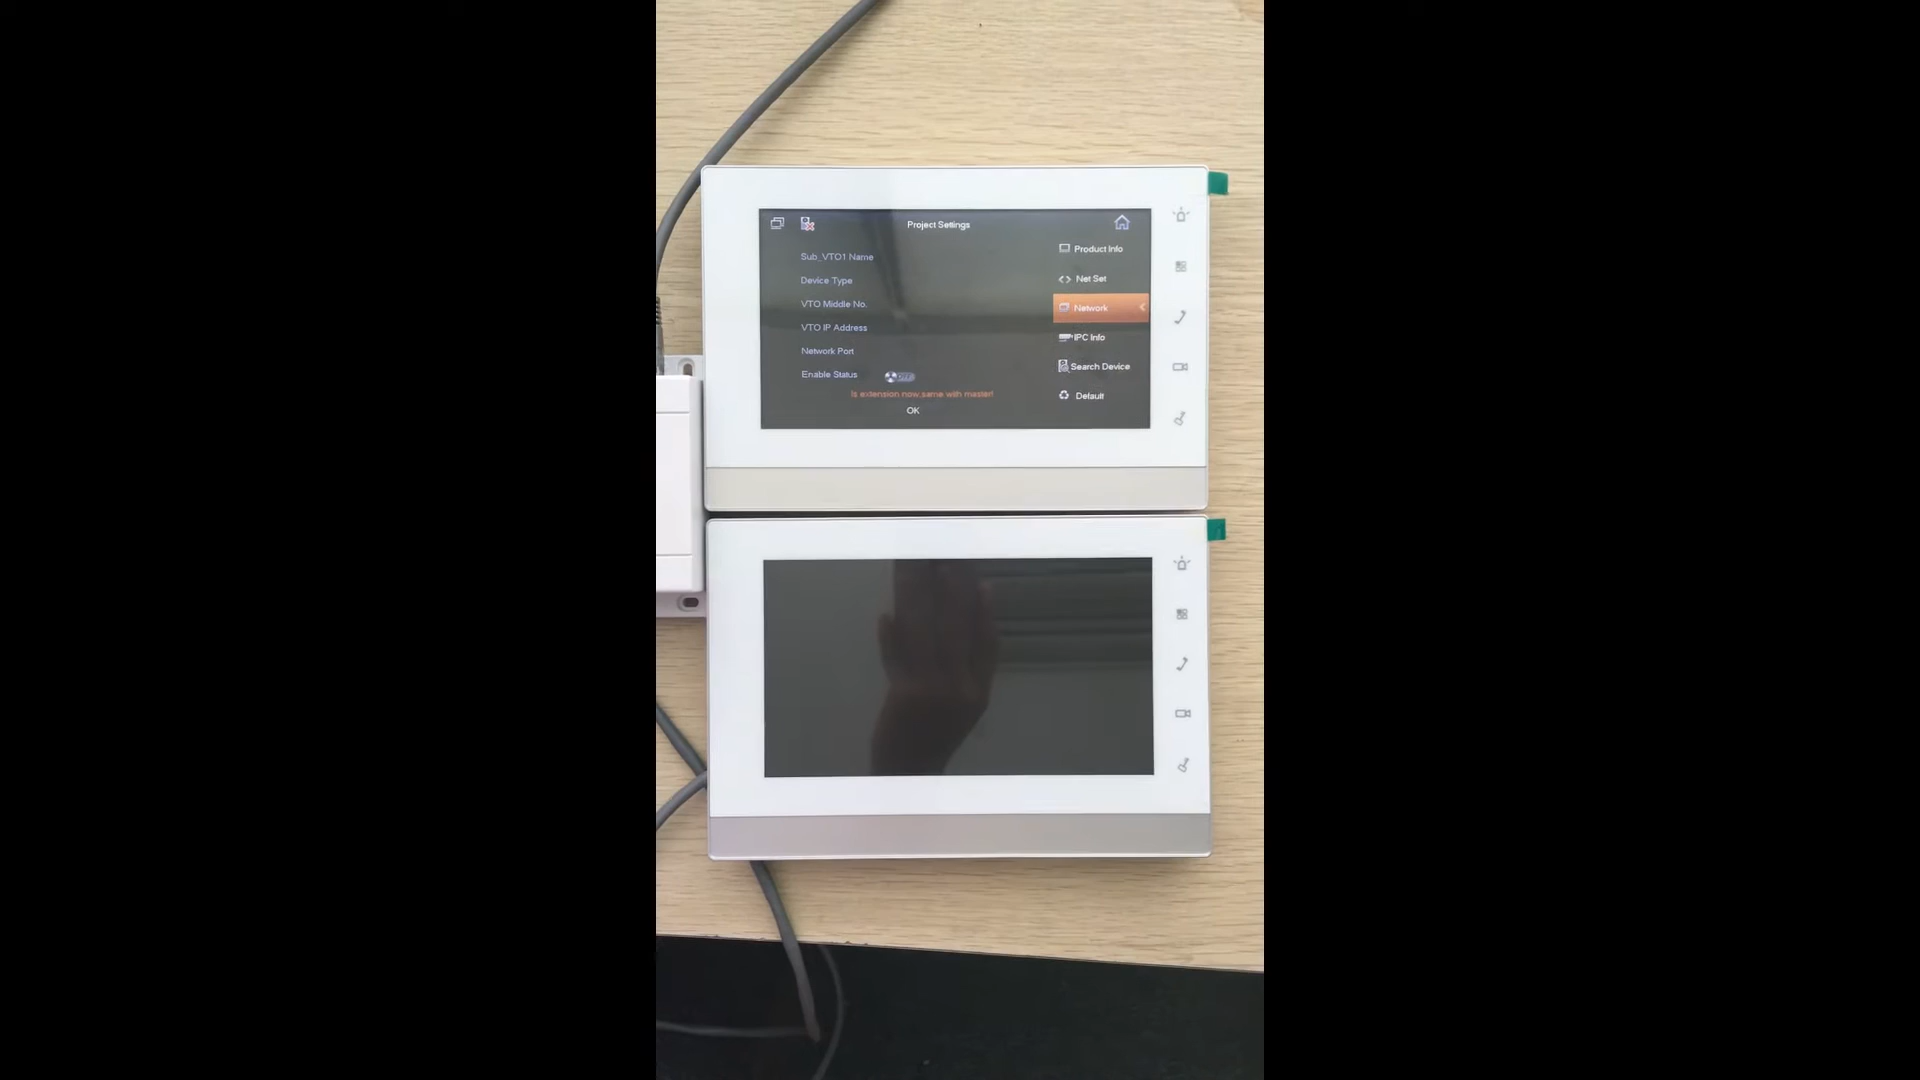 Project Settings
Sub_VTO1 Name
Device Type
VTO Middle No.
VTO IP Address
Network Port
Enable Status OFF
Is extension now,same with master!
OK
Product Info
Net Set
Network
IPC Info
Search Device
Default